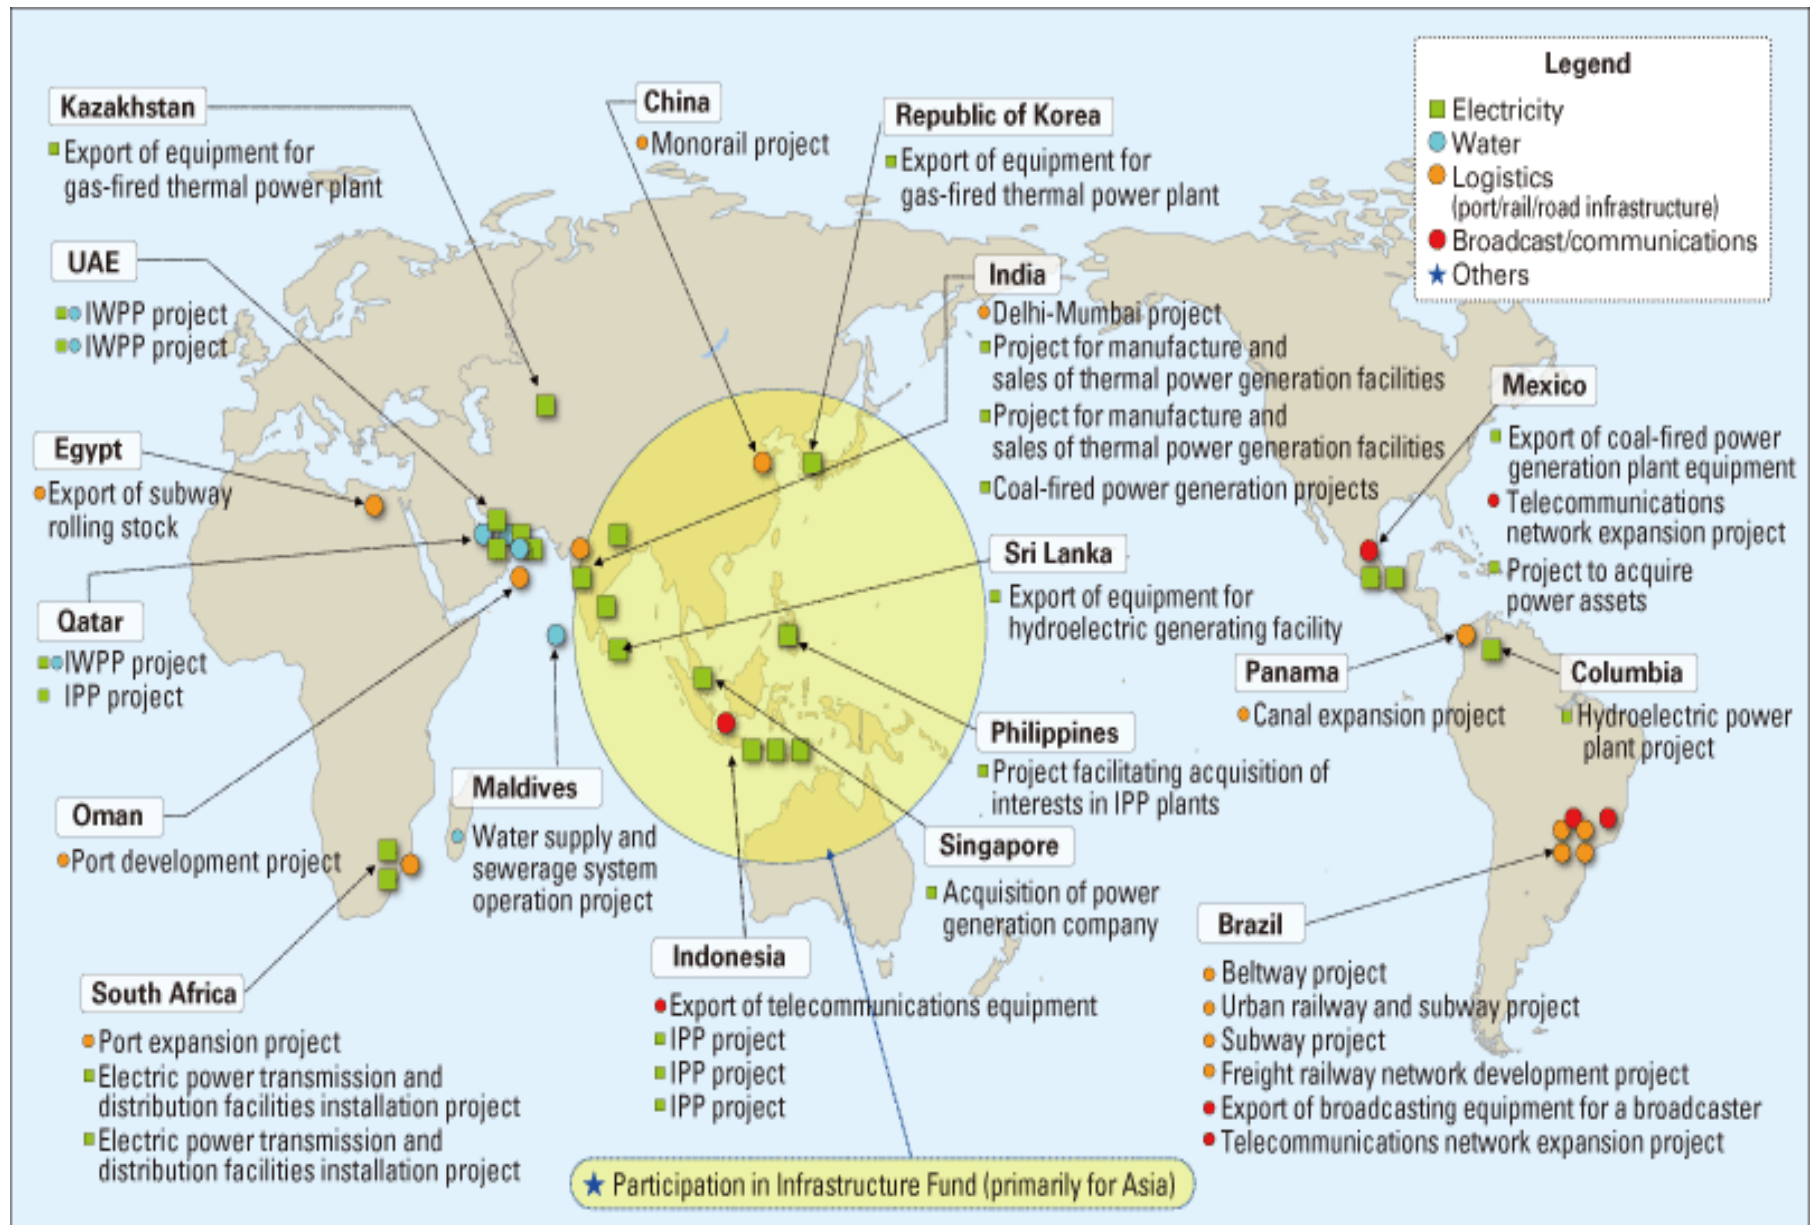 Legend
Electricity
Water
Logistics
(port/rail/road infrastructure)
Broadcast/communications
Others
Kazakhstan
Export of equipment for
gas-fired thermal power plant
China
Monorail project
Republic of Korea
Export of equipment for
gas-fired thermal power plant
UAE
IWPP project
IWPP project
India
Delhi-Mumbai project
Project for manufacture and
sales of thermal power generation facilities
Project for manufacture and
sales of thermal power generation facilities
Coal-fired power generation projects
Mexico
Export of coal-fired power
generation plant equipment
Telecommunications
network expansion project
Project to acquire
power assets
Egypt
Export of subway
rolling stock
Sri Lanka
Export of equipment for
hydroelectric generating facility
Qatar
IWPP project
IPP project
Panama
Canal expansion project
Columbia
Hydroelectric power
plant project
Philippines
Project facilitating acquisition of
interests in IPP plants
Maldives
Water supply and
sewerage system
operation project
Oman
Port development project
Singapore
Acquisition of power
generation company
Brazil
Beltway project
Urban railway and subway project
Subway project
Freight railway network development project
Export of broadcasting equipment for a broadcaster
Telecommunications network expansion project
Indonesia
Export of telecommunications equipment
IPP project
IPP project
IPP project
South Africa
Port expansion project
Electric power transmission and
distribution facilities installation project
Electric power transmission and
distribution facilities installation project
Participation in Infrastructure Fund (primarily for Asia)